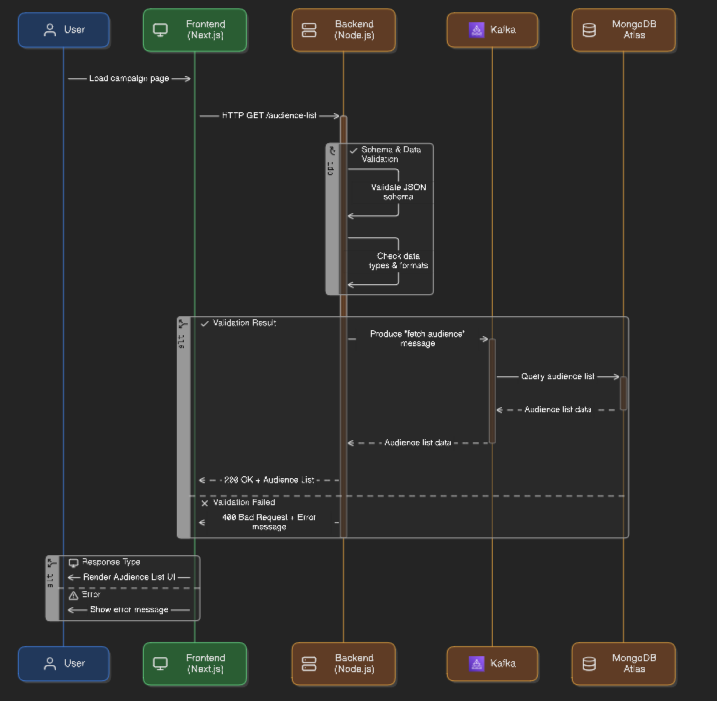 User
Frontend
(Next.js)
Backend
(Node.js)
Kafka
MongoDB
Atlas
Load campaign page
HTTP GET /audience-list
opt
Schema & Data
Validation
Validate JSON
schema
Check data
types & formats
alt
Validation Result
Produce "fetch audience"
message
Query audience list
Audience list data
Audience list data
200 OK + Audience List
Validation Failed
400 Bad Request + Error
message
alt
Response Type
Render Audience List UI
Error
Show error message
User
Frontend
(Next.js)
Backend
(Node.js)
Kafka
MongoDB
Atlas